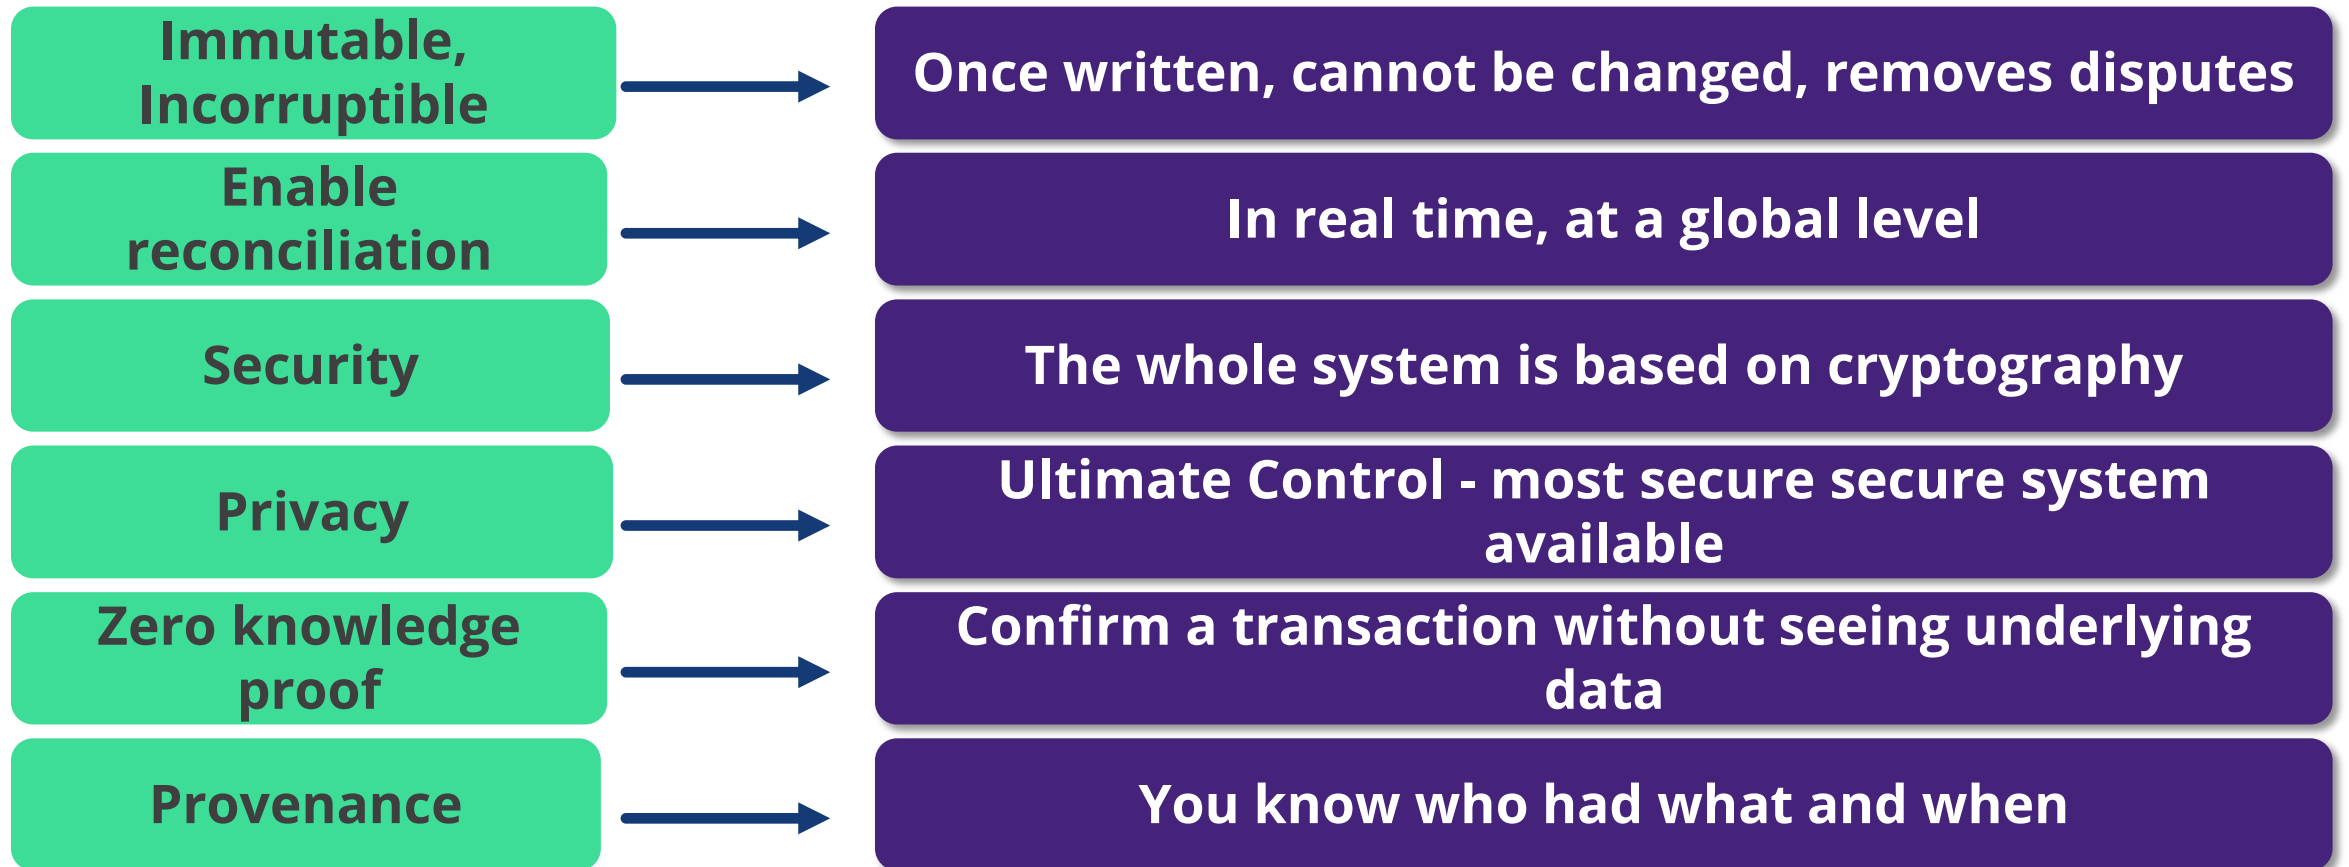 Immutable,
Incorruptible
Once written, cannot be changed, removes disputes
Enable
reconciliation
In real time, at a global level
Security
The whole system is based on cryptography
Privacy
Ultimate Control - most secure secure system
available
Zero knowledge
proof
Confirm a transaction without seeing underlying
data
Provenance
You know who had what and when